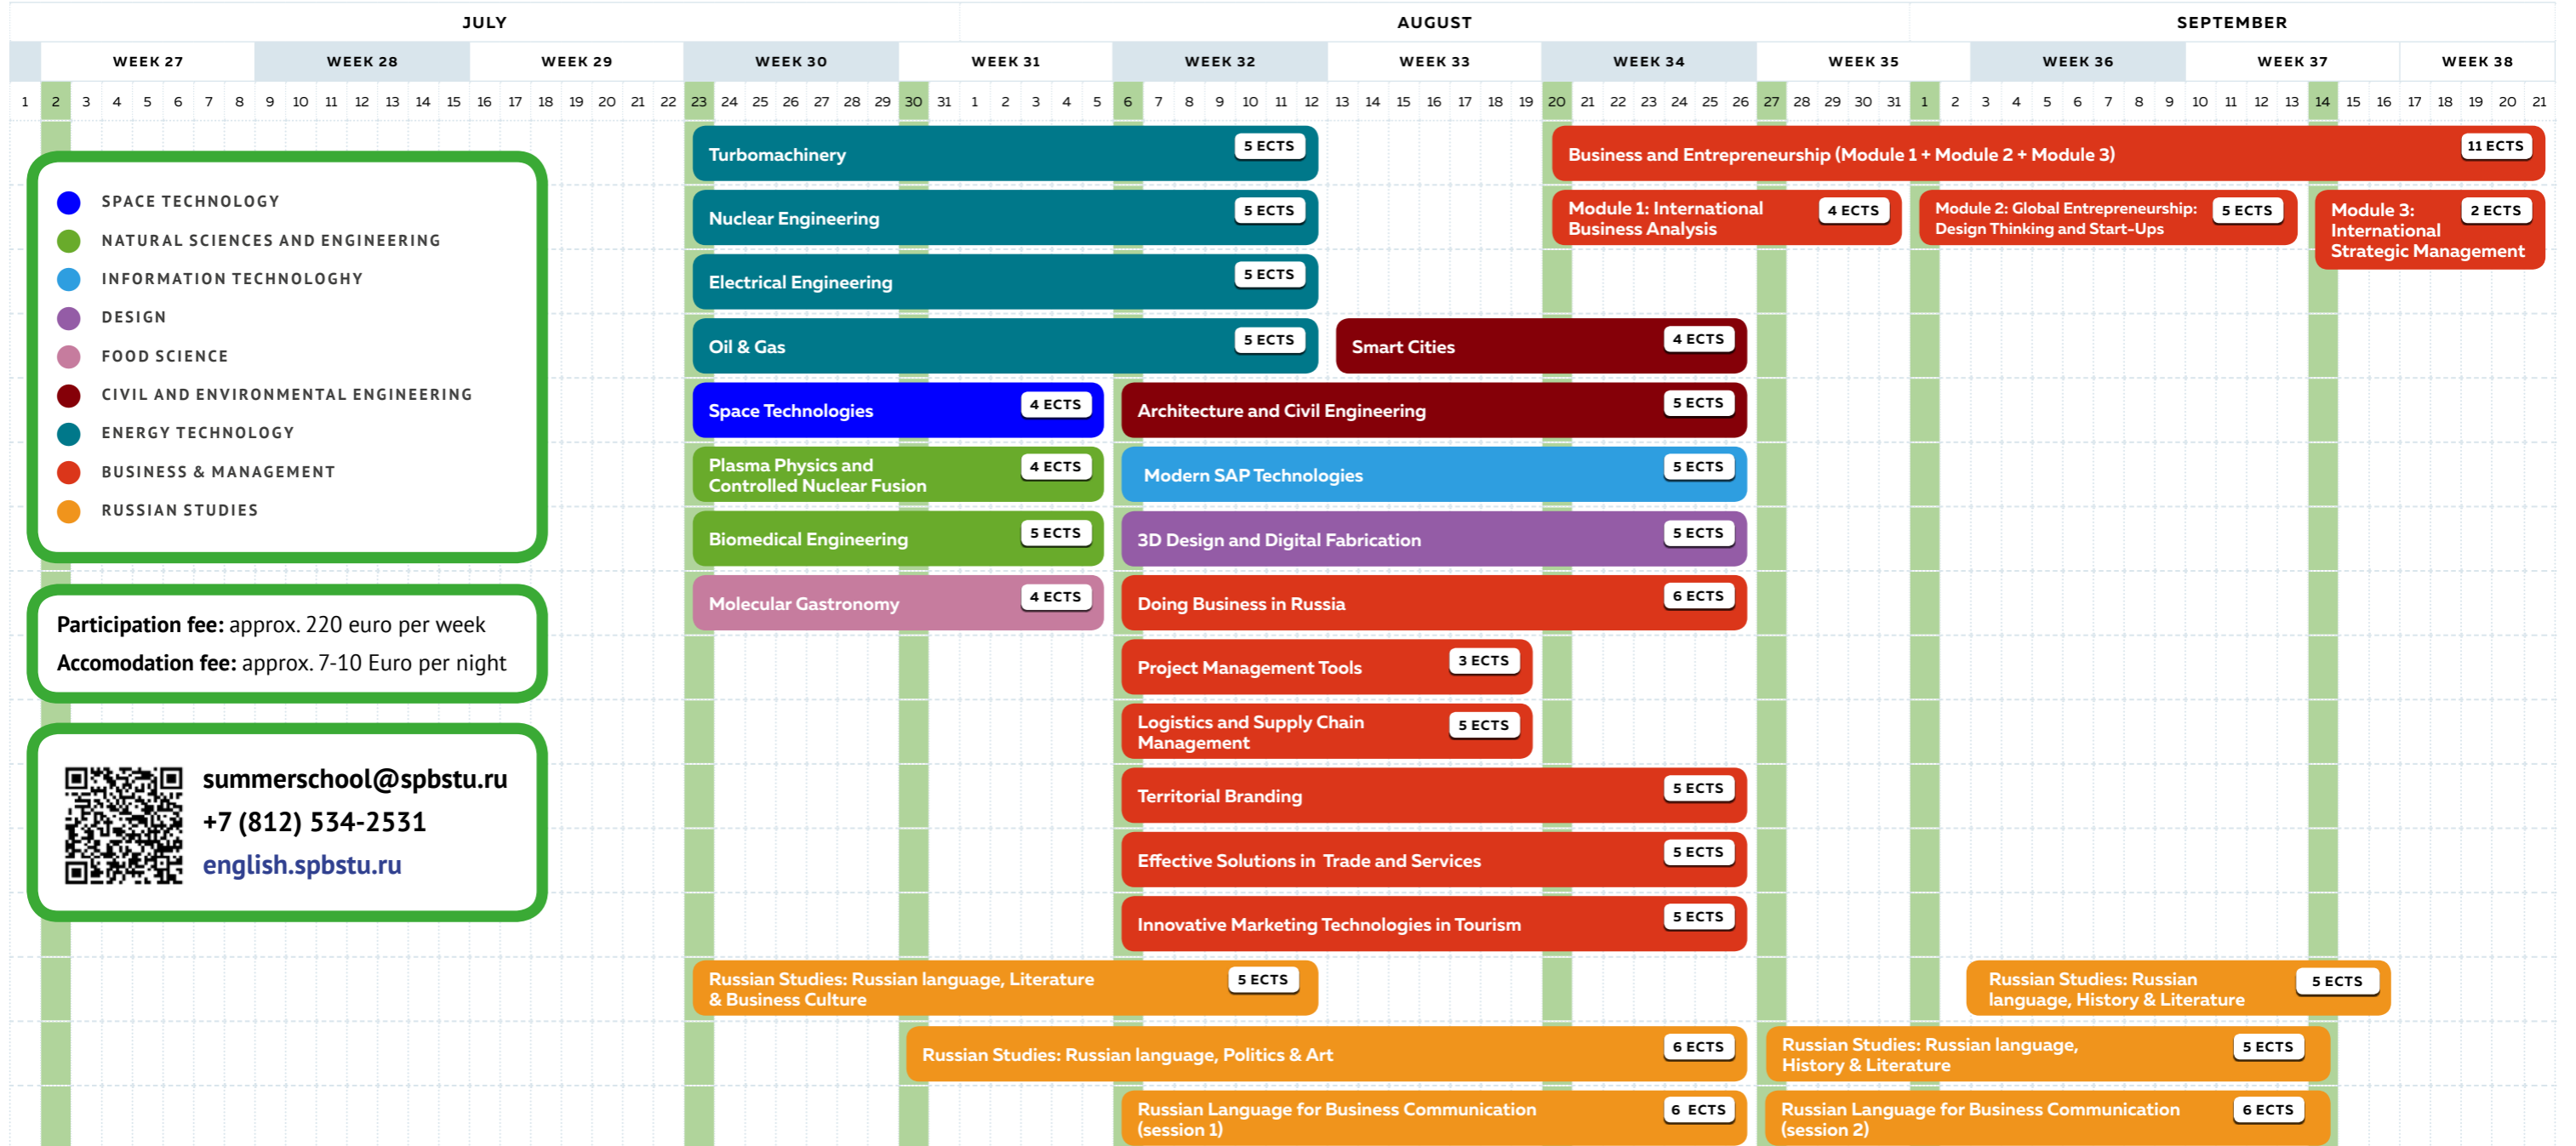 JULY AUGUST SEPTEMBER
WEEK 27 WEEK 28 WEEK 29 WEEK 30 WEEK 31 WEEK 32 WEEK 33 WEEK 34 WEEK 35 WEEK 36 WEEK 37 WEEK 38
1 2 3 4 5 6 7 8 9 10 11 12 13 14 15 16 17 18 19 20 21 22 23 24 25 26 27 28 29 30 31 1 2 3 4 5 6 7 8 9 10 11 12 13 14 15 16 17 18 19 20 21 22 23 24 25 26 27 28 29 30 31 1 2 3 4 5 6 7 8 9 10 11 12 13 14 15 16 17 18 19 20 21
SPACE TECHNOLOGY
NATURAL SCIENCES AND ENGINEERING
INFORMATION TECHNOLOGHY
DESIGN
FOOD SCIENCE
CIVIL AND ENVIRONMENTAL ENGINEERING
ENERGY TECHNOLOGY
BUSINESS & MANAGEMENT
RUSSIAN STUDIES
Participation fee: approx. 220 euro per week
Accomodation fee: approx. 7-10 Euro per night
summerschool@spbstu.ru
+7 (812) 534-2531
english.spbstu.ru
Turbomachinery 5 ECTS
Business and Entrepreneurship (Module 1 + Module 2 + Module 3) 11 ECTS
Nuclear Engineering 5 ECTS
Module 1: International 4 ECTS
Business Analysis
Module 2: Global Entrepreneurship: 5 ECTS
Design Thinking and Start-Ups
Module 3: 2 ECTS
International
Strategic Management
Electrical Engineering 5 ECTS
Oil & Gas 5 ECTS
Smart Cities 4 ECTS
Space Technologies 4 ECTS
Architecture and Civil Engineering 5 ECTS
Plasma Physics and 4 ECTS
Controlled Nuclear Fusion
Modern SAP Technologies 5 ECTS
Biomedical Engineering 5 ECTS
3D Design and Digital Fabrication 5 ECTS
Molecular Gastronomy 4 ECTS
Doing Business in Russia 6 ECTS
Project Management Tools 3 ECTS
Logistics and Supply Chain 5 ECTS
Management
Territorial Branding 5 ECTS
Effective Solutions in Trade and Services 5 ECTS
Innovative Marketing Technologies in Tourism 5 ECTS
Russian Studies: Russian language, Literature 5 ECTS
& Business Culture
Russian Studies: Russian 5 ECTS
language, History & Literature
Russian Studies: Russian language, Politics & Art 6 ECTS
Russian Studies: Russian language, 5 ECTS
History & Literature
Russian Language for Business Communication 6 ECTS
(session 1)
Russian Language for Business Communication 6 ECTS
(session 2)